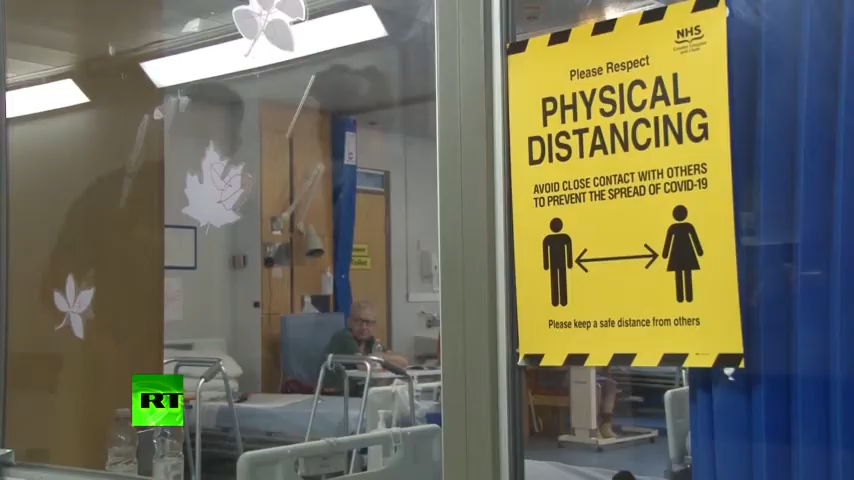 NHS
Please Respect
PHYSICAL
DISTANCING
AVOID CLOSE CONTACT WITH OTHERS
TO PREVENT THE SPREAD OF COVID-19
Please keep a safe distance from others
RT